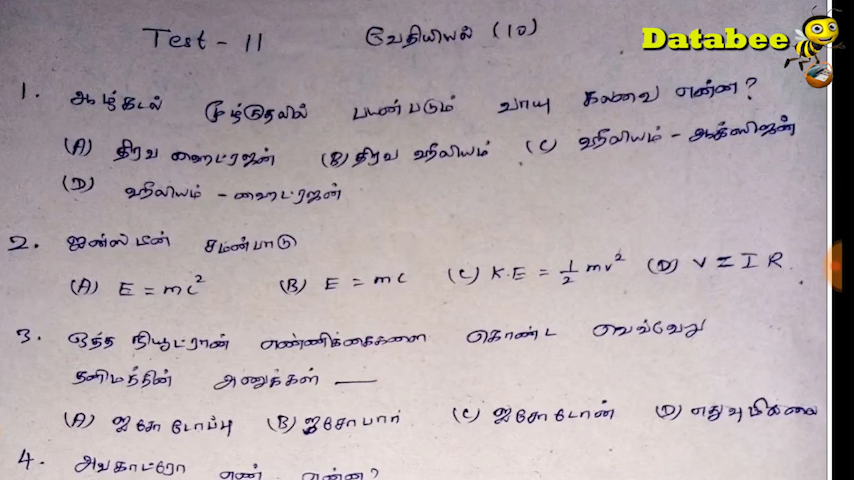 Test - 11 வேதியியல் (10)
Databee
1. ஆழ்கடல் மூழ்குதலில் பயன்படும் வாயு கலவை என்ன?
(A) திரவ ஹைட்ரஜன் (B) திரவ ஹீலியம் (C) ஹீலியம் - ஆக்ஸிஜன்
(D) ஹீலியம் - ஹைட்ரஜன்
2. ஐன்ஸ்டீன் சமன்பாடு
(A) E = mc² (B) E = mc (C) K.E = 1/2 mv² (D) V = I R
3. ஒத்த நியூட்ரான் எண்ணிக்கைகளை கொண்ட வெவ்வேறு
தனிமத்தின் அணுக்கள் —
(A) ஐசோடோப்பு (B) ஐசோபார் (C) ஐசோடோன் (D) எதுவுமில்லை
4. அவகாட்ரோ எண் என்ன?